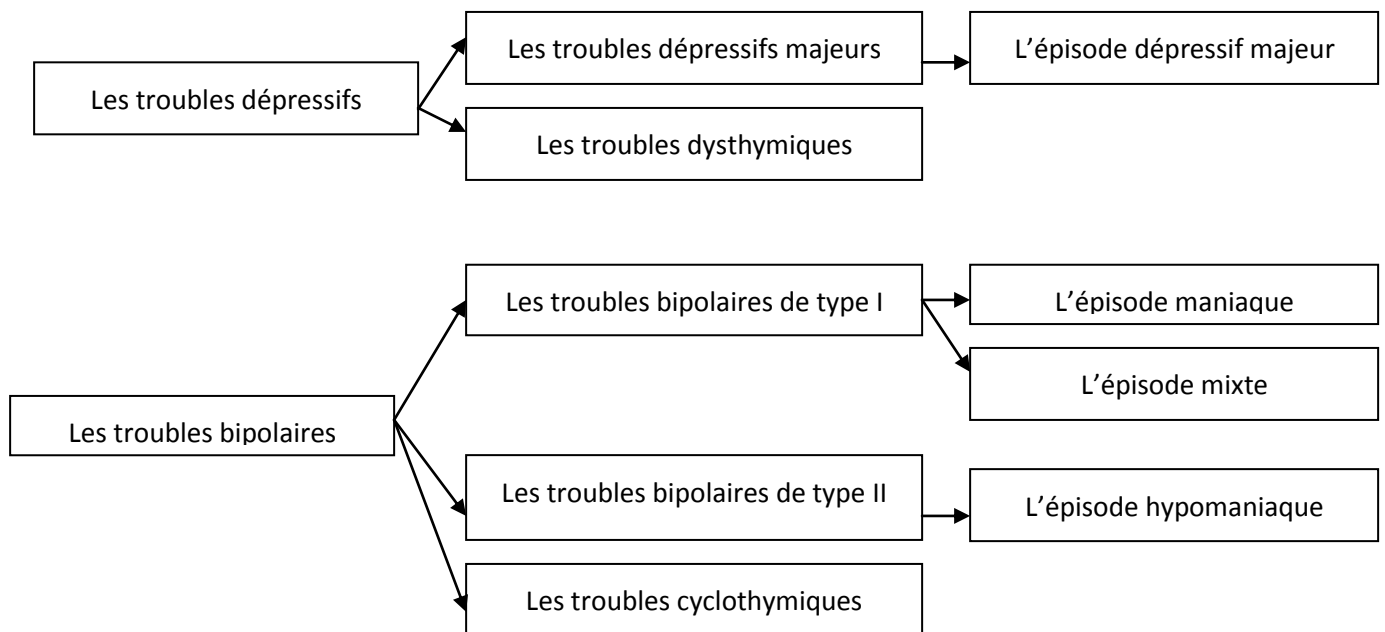 Les troubles dépressifs majeurs
L’épisode dépressif majeur
Les troubles dépressifs
Les troubles dysthymiques
Les troubles bipolaires de type I
L’épisode maniaque
L’épisode mixte
Les troubles bipolaires
Les troubles bipolaires de type II
L’épisode hypomaniaque
Les troubles cyclothymiques